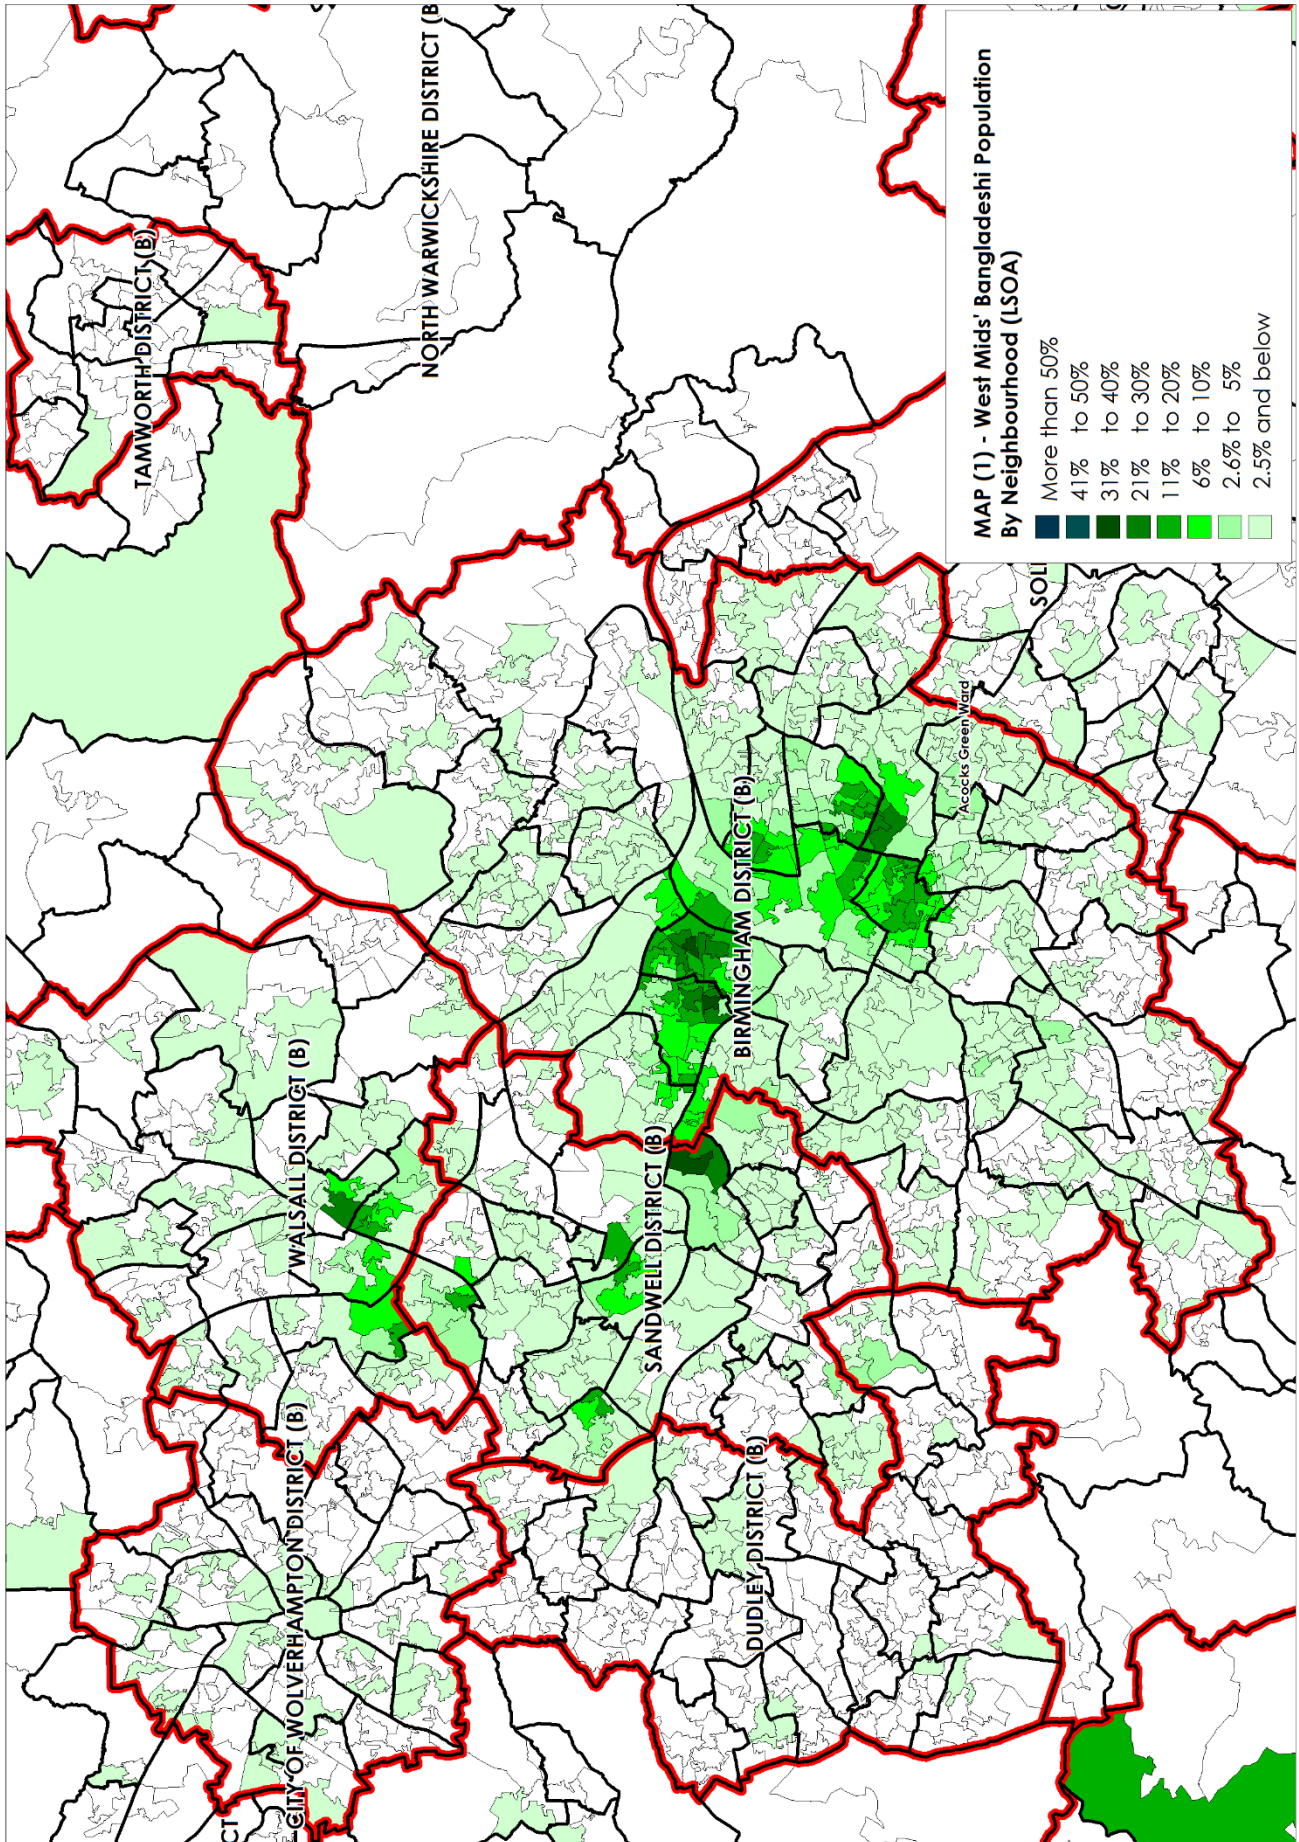 TAMWORTH DISTRICT (B)
NORTH WARWICKSHIRE DISTRICT (B
WALSALL DISTRICT (B)
CITY OF WOLVERHAMPTON DISTRICT (B)
CT
SANDWELL DISTRICT (B)
BIRMINGHAM DISTRICT (B)
DUDLEY DISTRICT (B)
Acocks Green Ward
SOLI
MAP (1) - West Mids' Bangladeshi Population
By Neighbourhood (LSOA)
More than 50%
41% to 50%
31% to 40%
21% to 30%
11% to 20%
6% to 10%
2.6% to 5%
2.5% and below